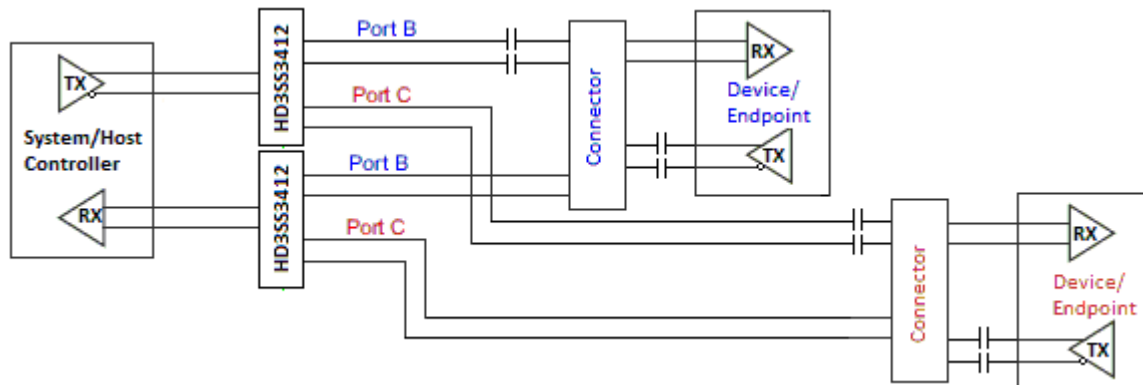 TX
System/Host
Controller
RX
HD3SS3412
Port B
Port C
HD3SS3412
Port B
Port C
Connector
RX
Device/
Endpoint
TX
Connector
RX
Device/
Endpoint
TX